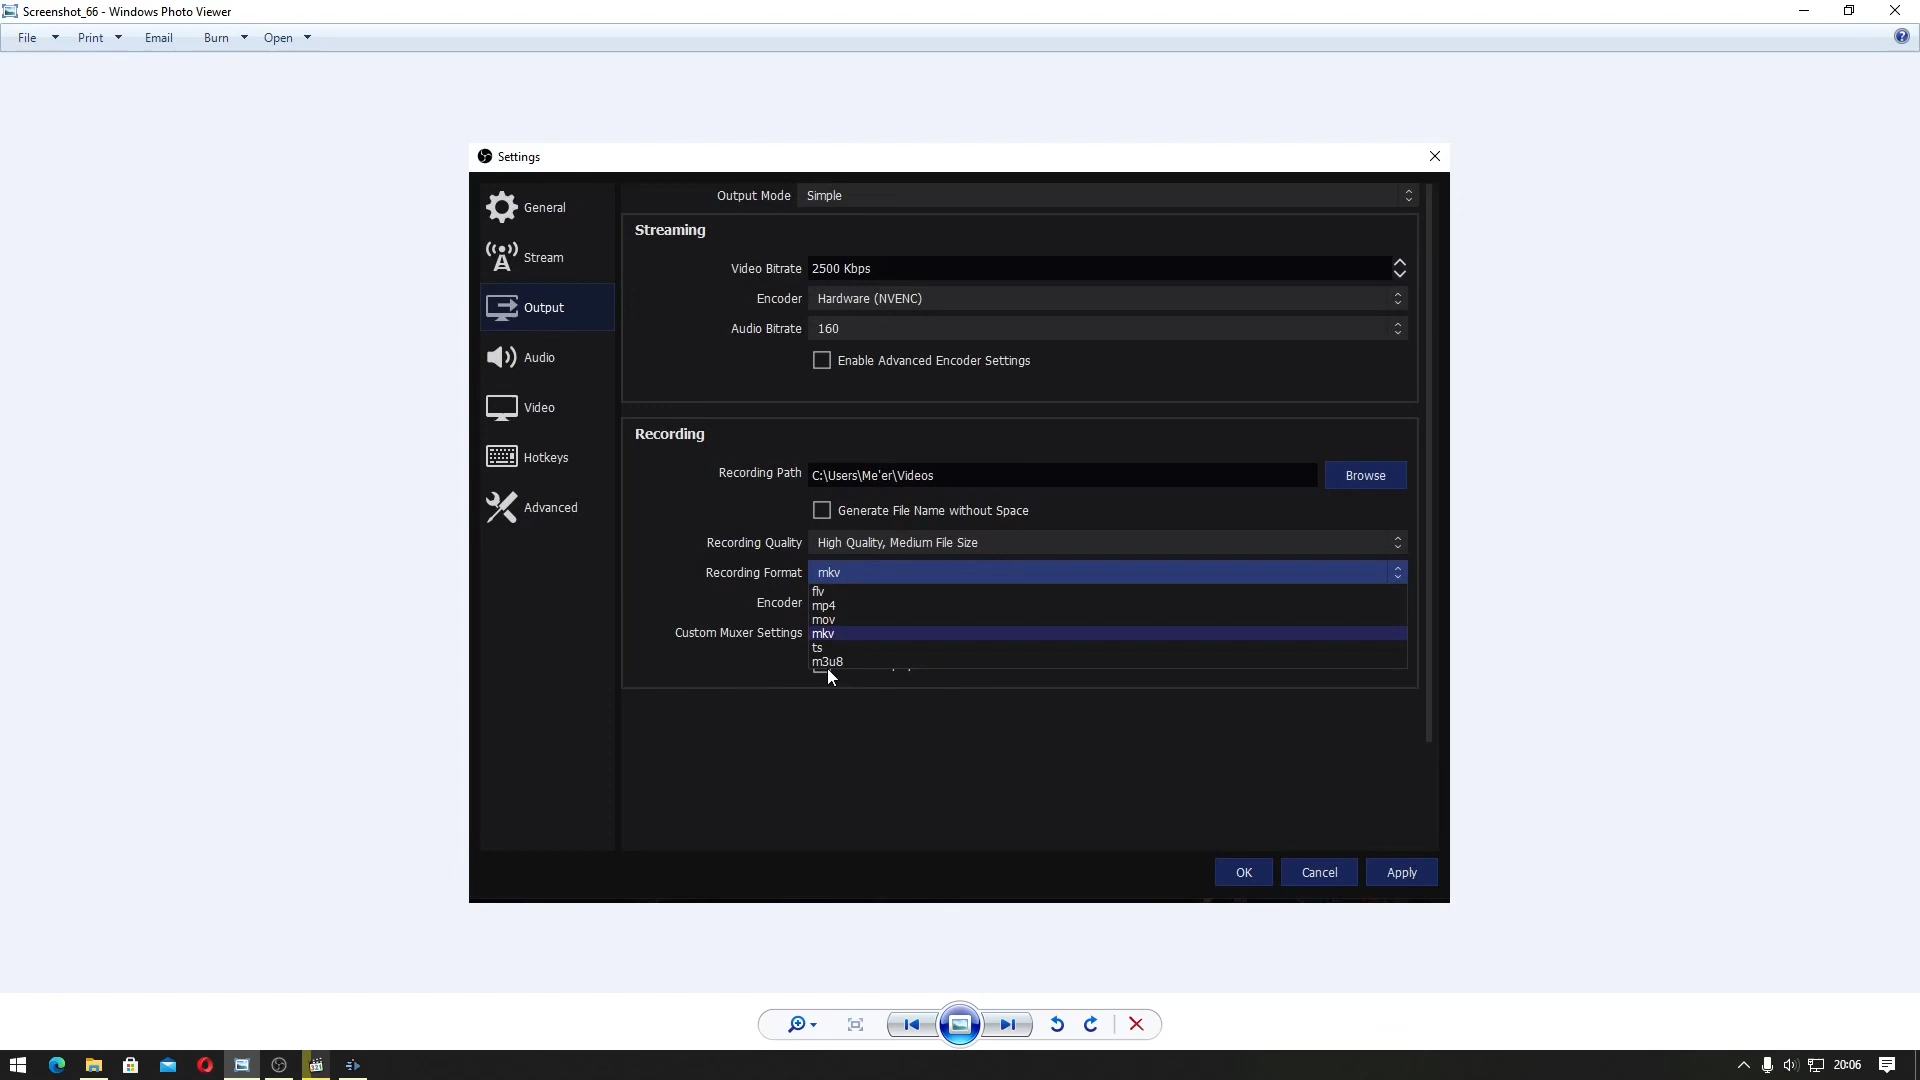 Screenshot_66 - Windows Photo Viewer
File Print Email Burn Open
Settings
General
Stream
Output
Audio
Video
Hotkeys
Advanced
Output Mode Simple
Streaming
Video Bitrate 2500 Kbps
Encoder Hardware (NVENC)
Audio Bitrate 160
Enable Advanced Encoder Settings
Recording
Recording Path C:\Users\Me'er\Videos Browse
Generate File Name without Space
Recording Quality High Quality, Medium File Size
Recording Format mkv
flv
Encoder mp4
mov
Custom Muxer Settings mkv
ts
m3u8
OK Cancel Apply
20:06